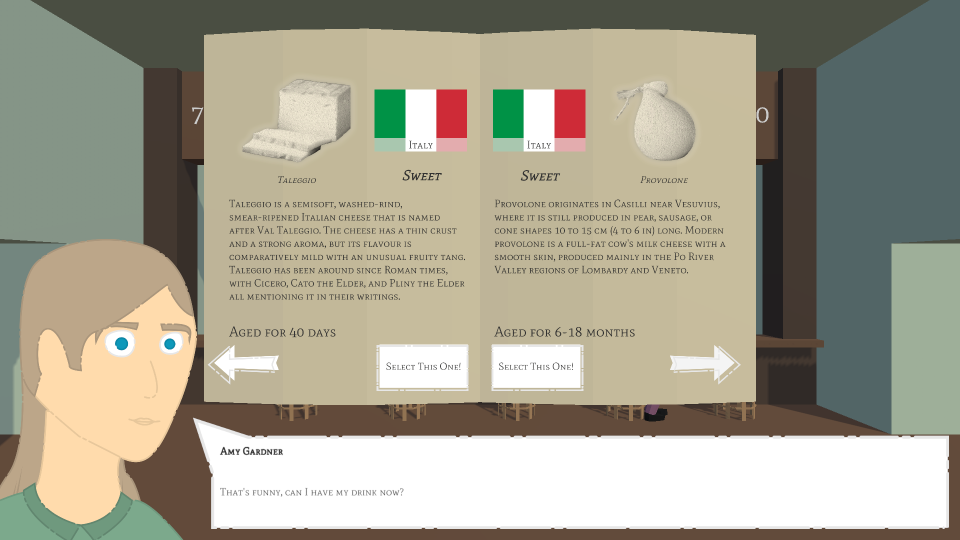 7
0
Italy
Sweet
Taleggio
Taleggio is a semisoft, washed-rind,
smear-ripened Italian cheese that is named
after Val Taleggio. The cheese has a thin crust
and a strong aroma, but its flavour is
comparatively mild with an unusual fruity tang.
Taleggio has been around since Roman times,
with Cicero, Cato the Elder, and Pliny the Elder
all mentioning it in their writings.
Aged for 40 days
Select This One!
Italy
Sweet
Provolone
Provolone originates in Casilli near Vesuvius,
where it is still produced in pear, sausage, or
cone shapes 10 to 15 cm (4 to 6 in) long. Modern
provolone is a full-fat cow's milk cheese with a
smooth skin, produced mainly in the Po River
Valley regions of Lombardy and Veneto.
Aged for 6-18 months
Select This One!
Amy Gardner
That's funny, can I have my drink now?